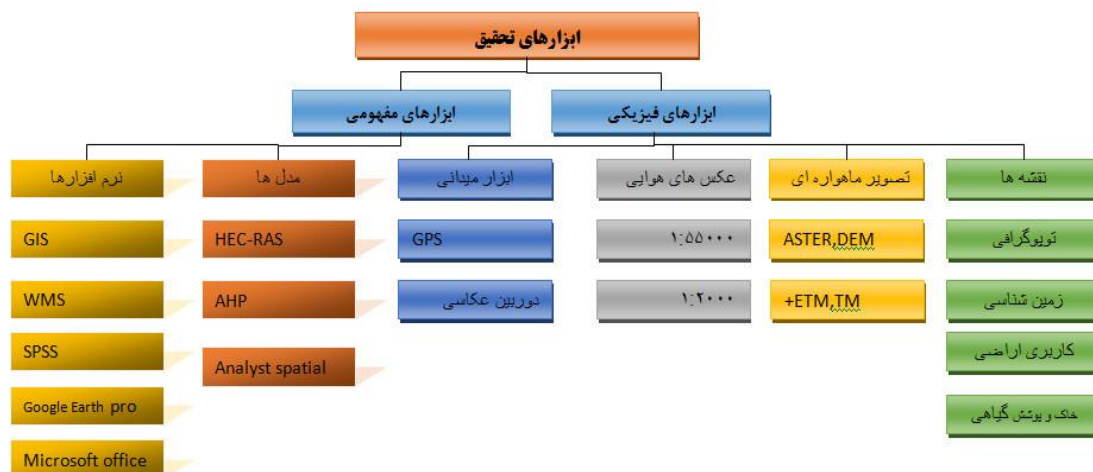 ابزارهای تحقیق
ابزارهای فیزیکی
ابزارهای مفهومی
نقشه ها
توپوگرافی
زمین شناسی
کاربری اراضی
خاک و پوشش گیاهی
تصویر ماهواره ای
ASTER,DEM
+ETM,TM
عکس های هوایی
۱:۵۵۰۰۰
۱:۲۰۰۰
ابزار میدانی
GPS
دوربین عکاسی
مدل ها
HEC-RAS
AHP
Analyst spatial
نرم افزارها
GIS
WMS
SPSS
Google Earth pro
Microsoft office